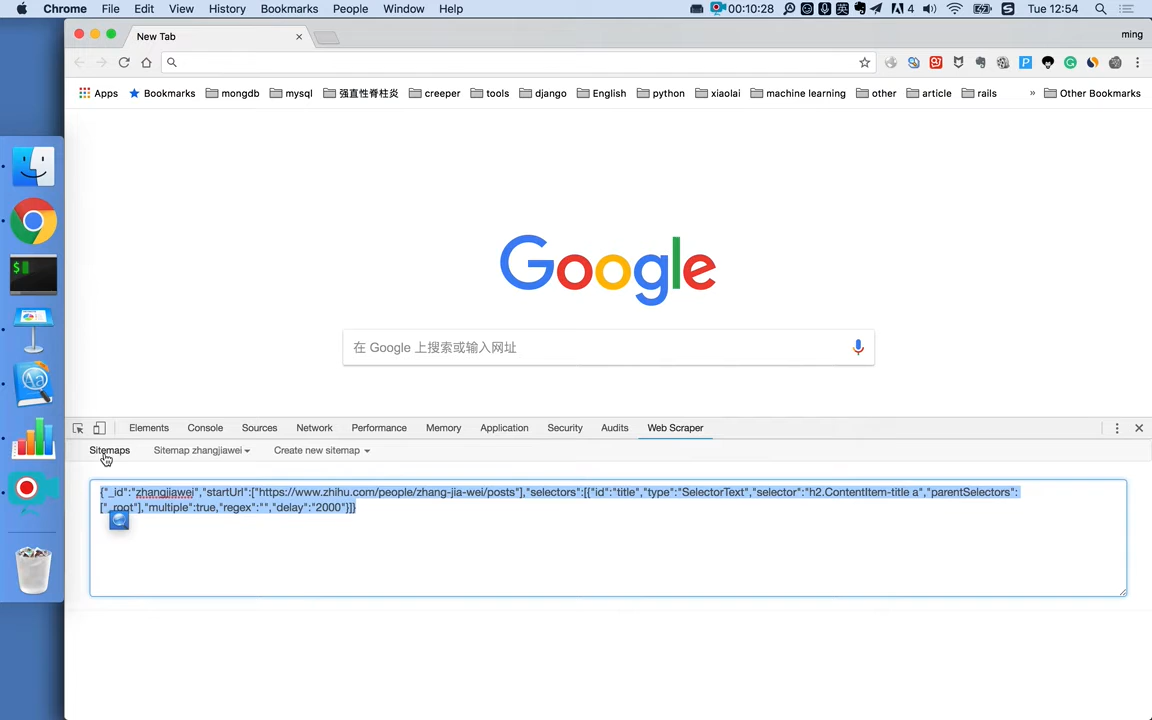 Chrome File Edit View History Bookmarks People Window Help 00:10:28 英 4 Tue 12:54
New Tab ming
Apps Bookmarks mongdb mysql 强直性脊柱炎 creeper tools django English python xiaolai machine learning other article rails » Other Bookmarks
Google
在 Google 上搜索或输入网址
Elements Console Sources Network Performance Memory Application Security Audits Web Scraper
Sitemaps Sitemap zhangjiawei Create new sitemap
{"_id":"zhangjiawei","startUrl":["https://www.zhihu.com/people/zhang-jia-wei/posts"],"selectors":[{"id":"title","type":"SelectorText","selector":"h2.ContentItem-title a","parentSelectors":
["_root"],"multiple":true,"regex":"","delay":"2000"}]}